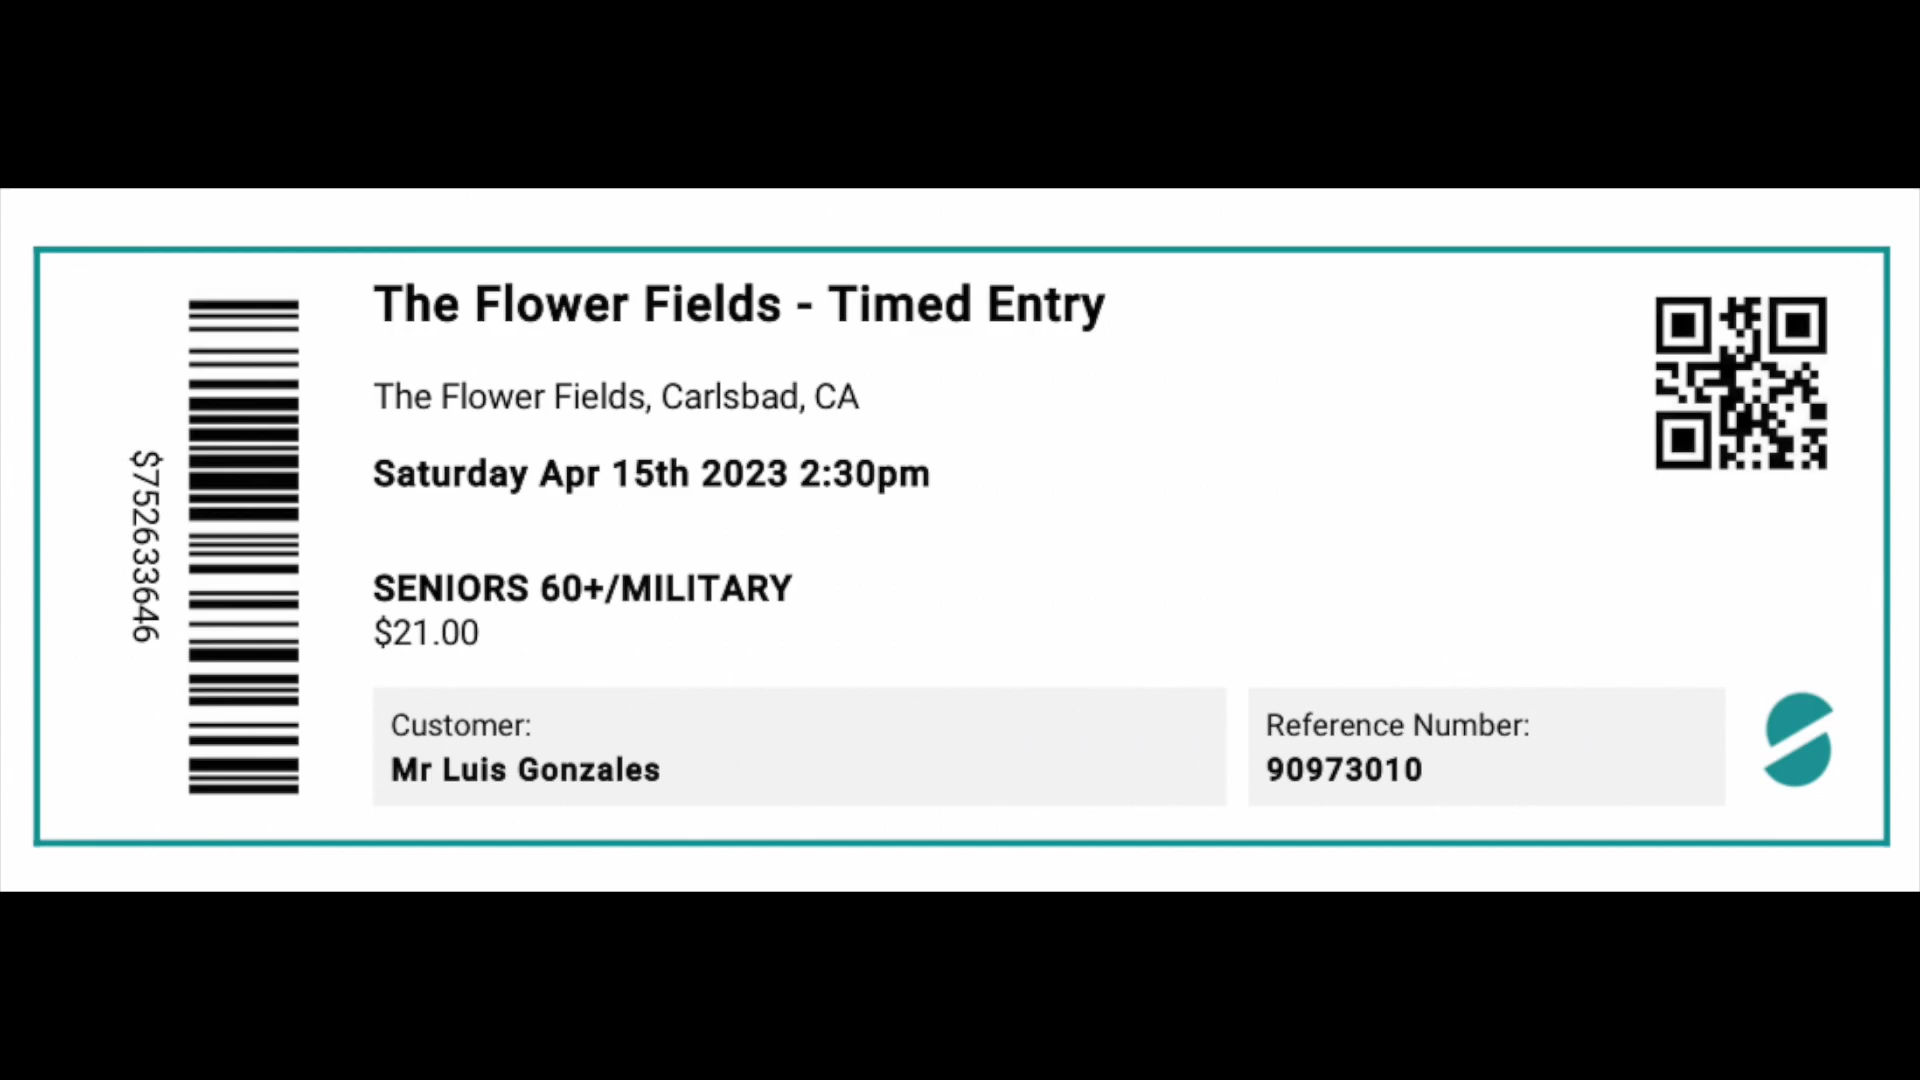 The Flower Fields - Timed Entry
The Flower Fields, Carlsbad, CA
Saturday Apr 15th 2023 2:30pm
SENIORS 60+/MILITARY
$21.00
Customer:
Mr Luis Gonzales
Reference Number:
90973010
$752633646